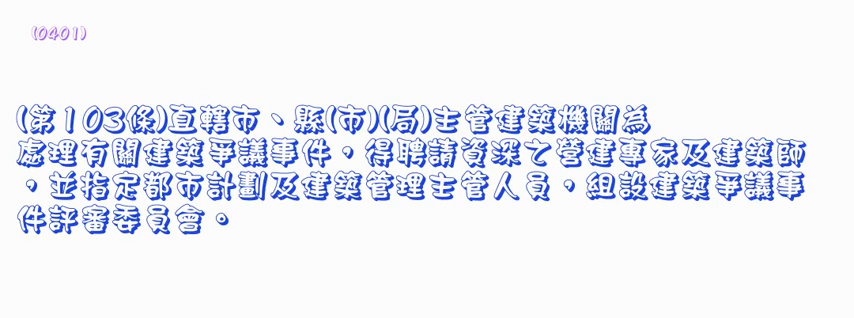 (0401)
(第103條)直轄市、縣(市)(局)主管建築機關為
處理有關建築爭議事件，得聘請資深之營建專家及建築師
，並指定都市計劃及建築管理主管人員，組設建築爭議事
件評審委員會。